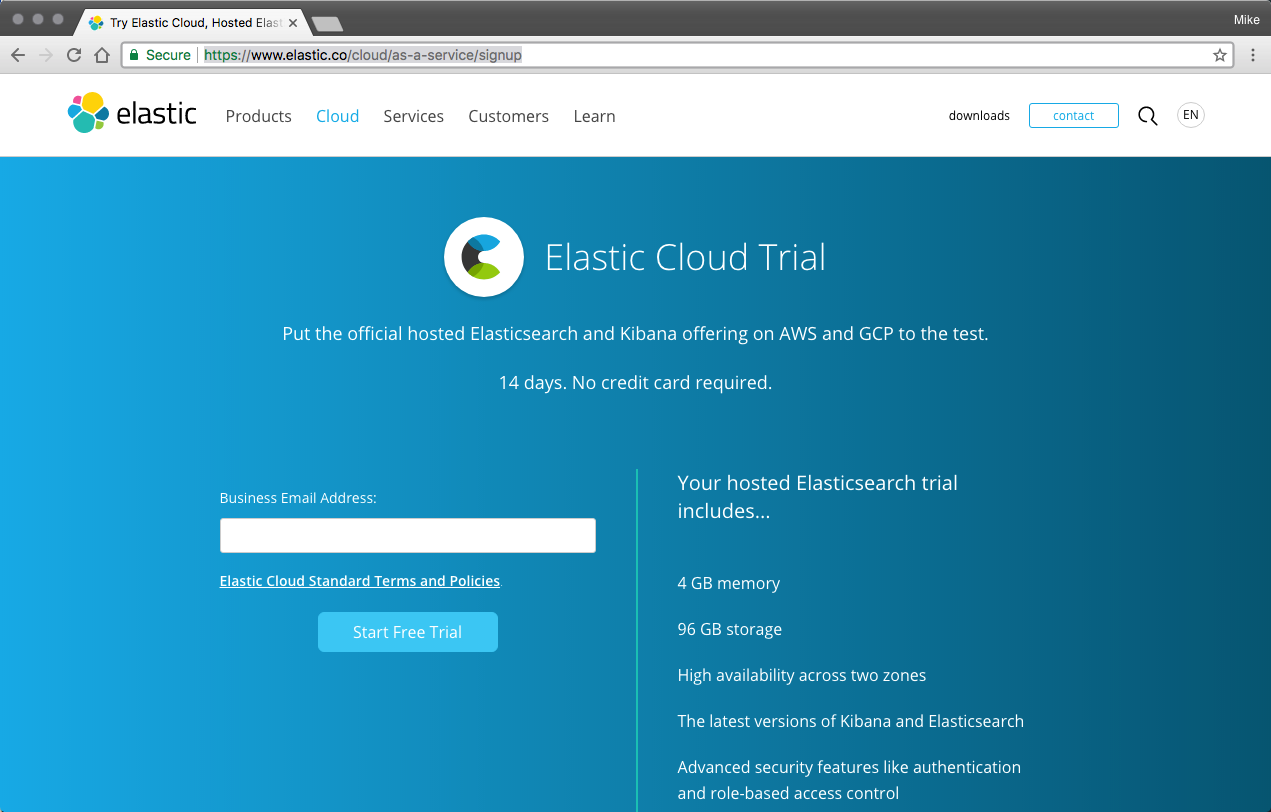 Try Elastic Cloud, Hosted Elast
Mike
Secure https://www.elastic.co/cloud/as-a-service/signup
elastic Products Cloud Services Customers Learn downloads contact EN
Elastic Cloud Trial
Put the official hosted Elasticsearch and Kibana offering on AWS and GCP to the test.
14 days. No credit card required.
Business Email Address:
Elastic Cloud Standard Terms and Policies.
Start Free Trial
Your hosted Elasticsearch trial
includes...
4 GB memory
96 GB storage
High availability across two zones
The latest versions of Kibana and Elasticsearch
Advanced security features like authentication
and role-based access control